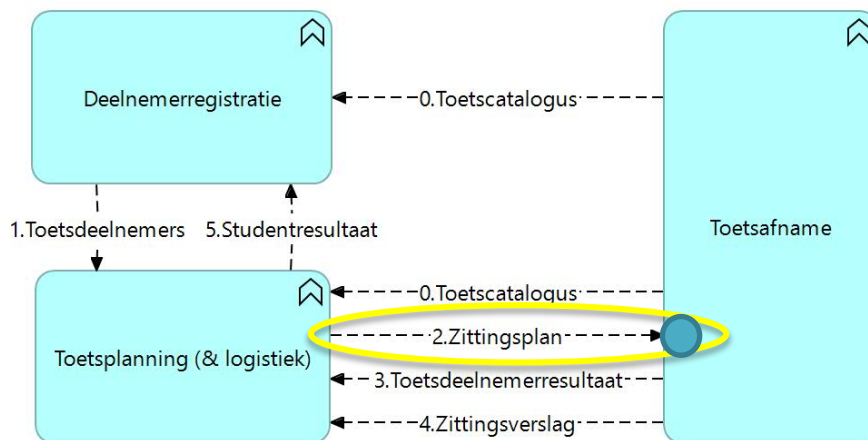 Deelnemerregistratie
0.Toetscatalogus
Toetsafname
1.Toetsdeelnemers
5.Studentresultaat
Toetsplanning (& logistiek)
0.Toetscatalogus
2.Zittingsplan
3.Toetsdeelnemerresultaat
4.Zittingsverslag